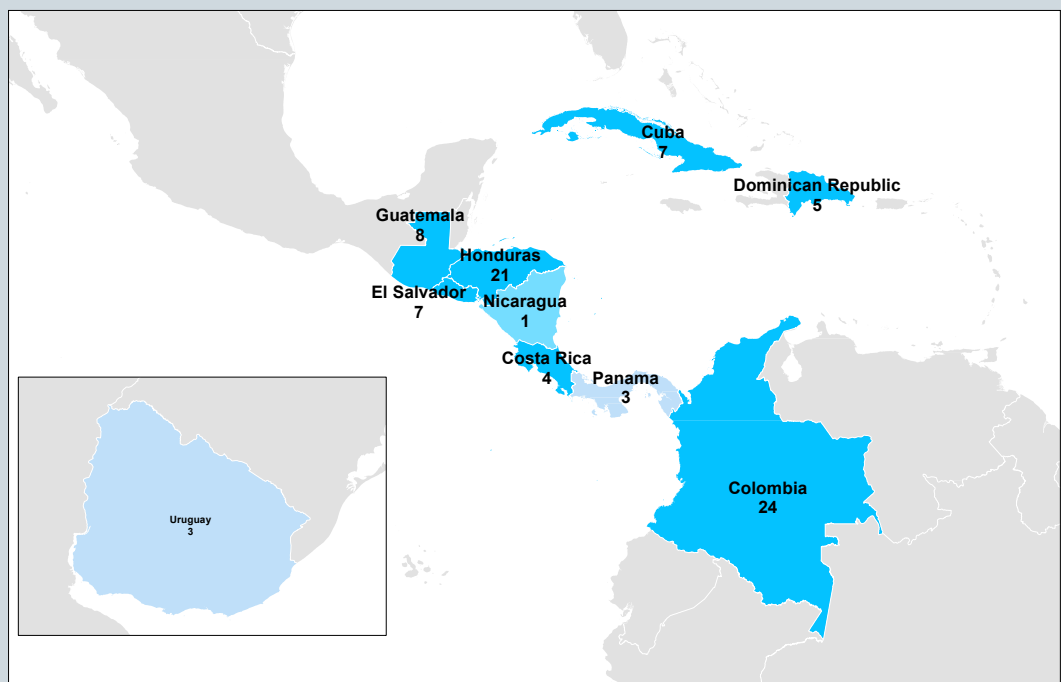 Cuba
7
Dominican Republic
5
Guatemala
8
Honduras
21
El Salvador
7
Nicaragua
1
Costa Rica
4
Panama
3
Colombia
24
Uruguay
3